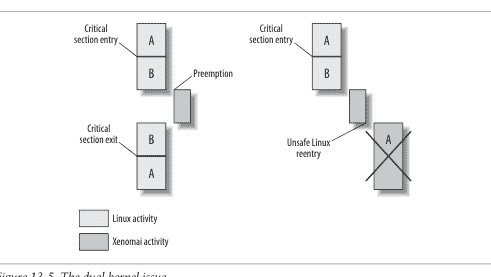 Critical
section entry
A
B
Preemption
Critical
section exit
B
A
Critical
section entry
A
B
Unsafe Linux
reentry
A
Linux activity
Xenomai activity
Figure 13-5. The dual kernel issue